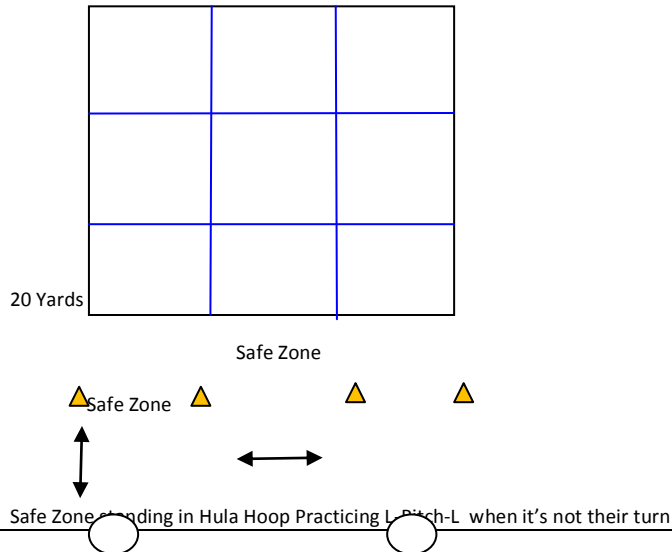 20 Yards
Safe Zone
Safe Zone
Safe Zone standing in Hula Hoop Practicing L-Pitch-L when it's not their turn